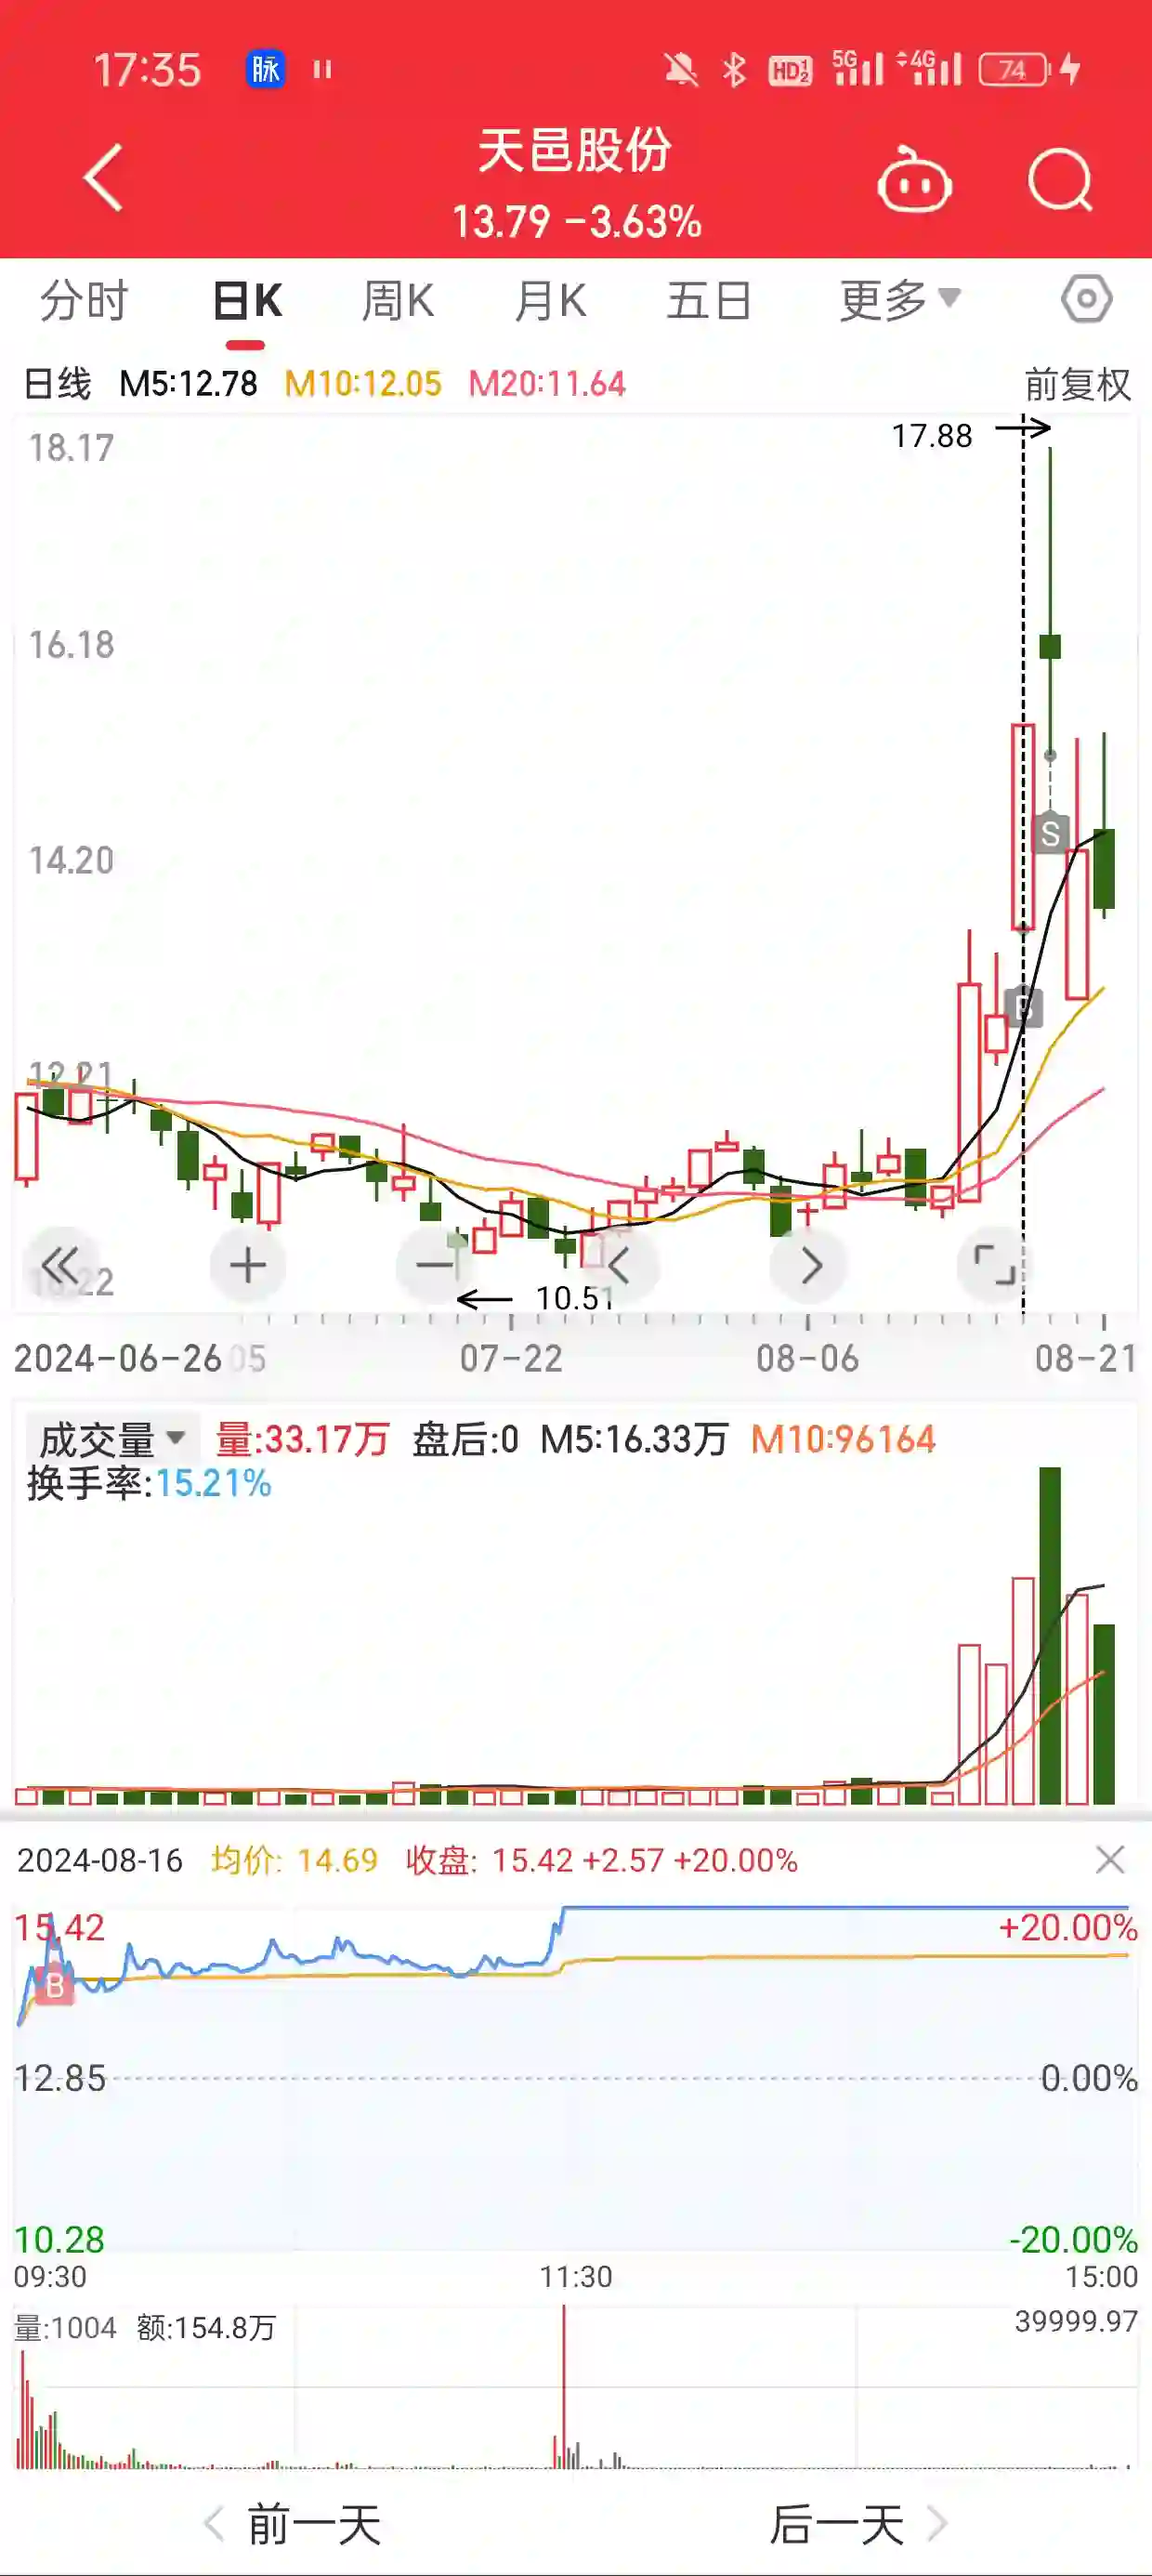 17:35 脉 HD 1 2 5G 4G 74
天邑股份
13.79 -3.63%
分时 日K 周K 月K 五日 更多
日线 M5:12.78 M10:12.05 M20:11.64 前复权
17.88
18.17
16.18
S
14.20
B
12.21
10.51
2024-06-26 05 07-22 08-06 08-21
成交量 量:33.17万 盘后:0 M5:16.33万 M10:96164
换手率:15.21%
2024-08-16 均价: 14.69 收盘: 15.42 +2.57 +20.00%
15.42 +20.00%
B
12.85 0.00%
10.28 -20.00%
09:30 11:30 15:00
量:1004 额:154.8万 39999.97
前一天 后一天